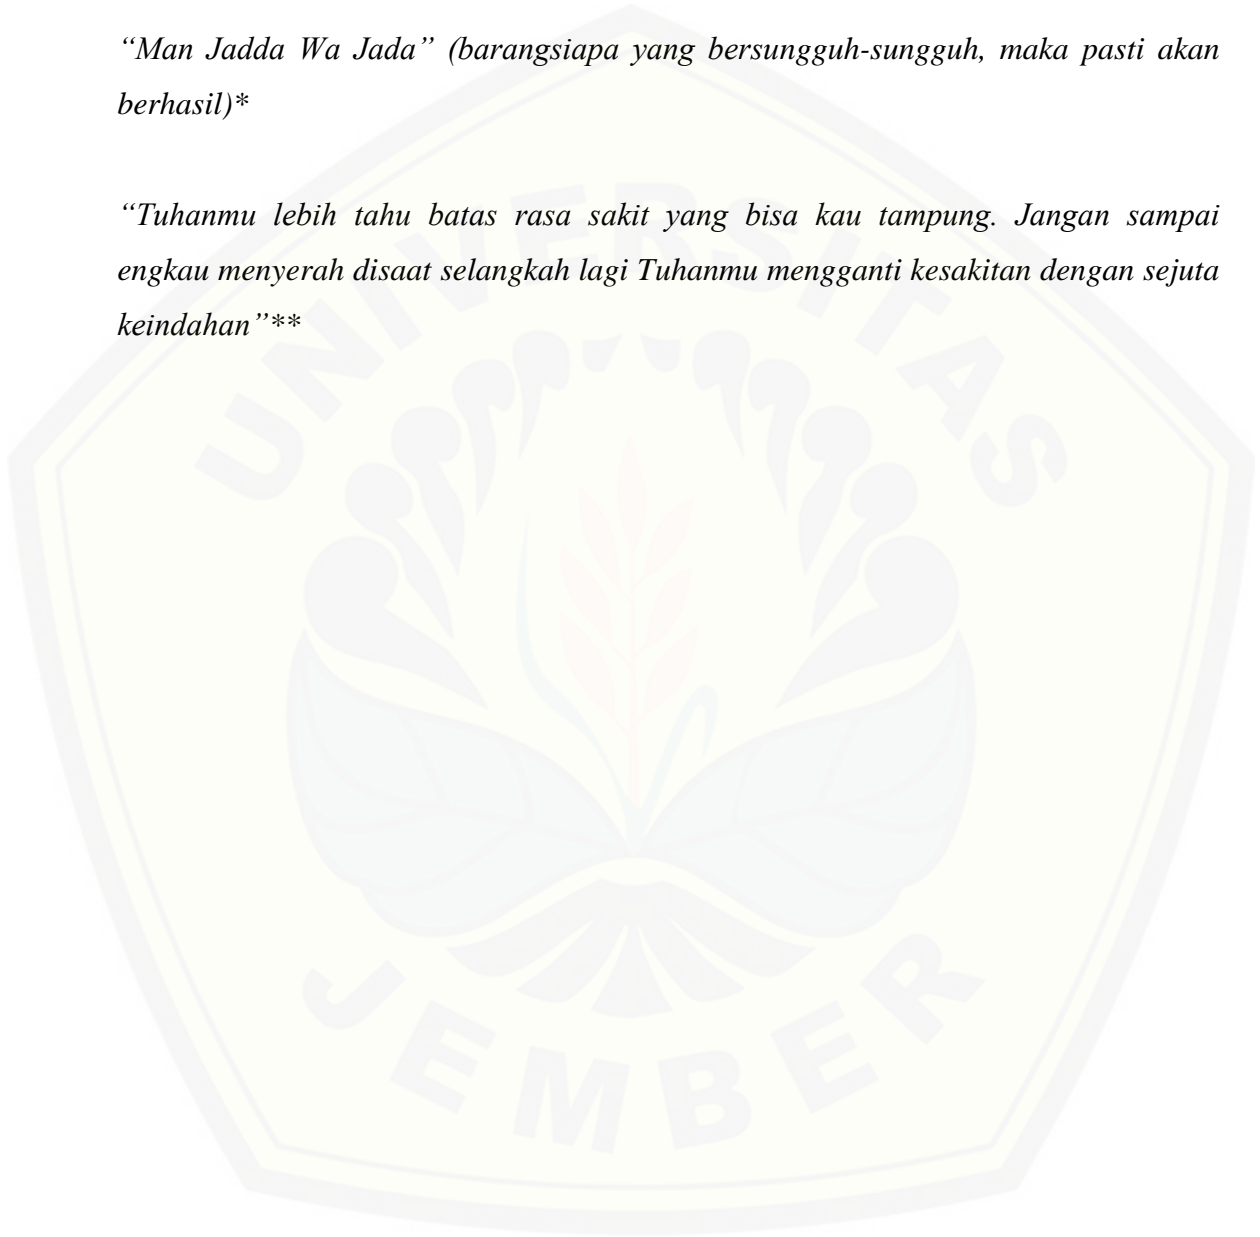 “Man Jadda Wa Jada” (barangsiapa yang bersungguh-sungguh, maka pasti akan
berhasil)*
“Tuhanmu lebih tahu batas rasa sakit yang bisa kau tampung. Jangan sampai
engkau menyerah disaat selangkah lagi Tuhanmu mengganti kesakitan dengan sejuta
keindahan”**
UNIVERSITAS
JEMBER